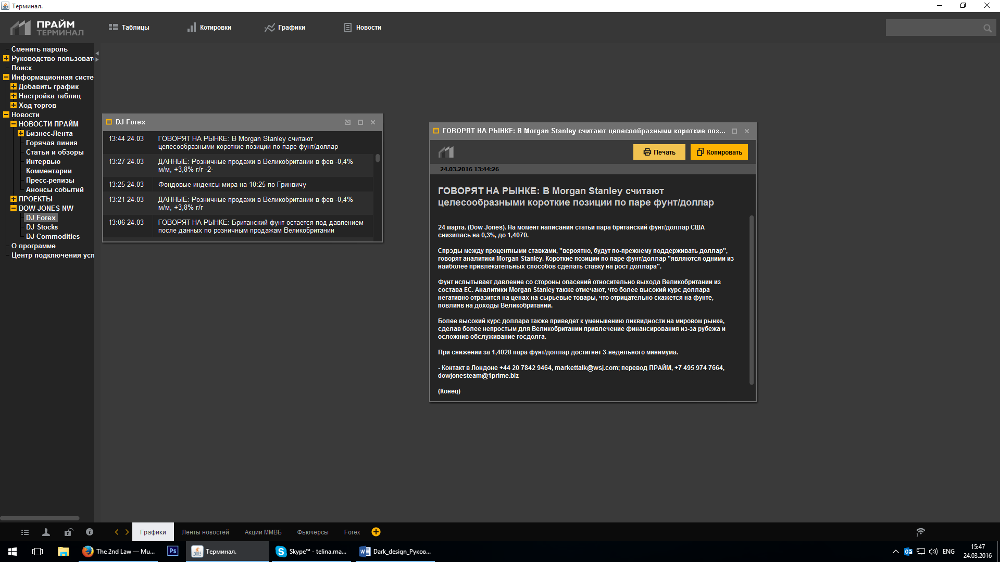 Терминал.
ПРАЙМ
ТЕРМИНАЛ
Таблицы
Котировки
Графики
Новости
Сменить пароль
Руководство пользоват
Поиск
Информационная систе
Добавить график
Настройка таблиц
Ход торгов
Новости
НОВОСТИ ПРАЙМ
Бизнес-Лента
Горячая линия
Статьи и обзоры
Интервью
Комментарии
Пресс-релизы
Анонсы событий
ПРОЕКТЫ
DOW JONES NW
DJ Forex
DJ Stocks
DJ Commodities
О программе
Центр подключения усл
DJ Forex
13:44 24.03 ГОВОРЯТ НА РЫНКЕ: В Morgan Stanley считают
целесообразными короткие позиции по паре фунт/доллар
13:27 24.03 ДАННЫЕ: Розничные продажи в Великобритании в фев -0,4%
м/м, +3,8% г/г -2-
13:25 24.03 Фондовые индексы мира на 10:25 по Гринвичу
13:21 24.03 ДАННЫЕ: Розничные продажи в Великобритании в фев -0,4%
м/м, +3,8% г/г
13:06 24.03 ГОВОРЯТ НА РЫНКЕ: Британский фунт остается под давлением
после данных по розничным продажам Великобритании
ГОВОРЯТ НА РЫНКЕ: В Morgan Stanley считают целесообразными короткие поз...
Печать
Копировать
24.03.2016 13:44:26
ГОВОРЯТ НА РЫНКЕ: В Morgan Stanley считают
целесообразными короткие позиции по паре фунт/доллар
24 марта. (Dow Jones). На момент написания статьи пара британский фунт/доллар США
снизилась на 0,3%, до 1,4070.
Спрэды между процентными ставками, "вероятно, будут по-прежнему поддерживать доллар",
говорят аналитики Morgan Stanley. Короткие позиции по паре фунт/доллар "являются одними из
наиболее привлекательных способов сделать ставку на рост доллара".
Фунт испытывает давление со стороны опасений относительно выхода Великобритании из
состава ЕС. Аналитики Morgan Stanley также отмечают, что более высокий курс доллара
негативно отразится на ценах на сырьевые товары, что отрицательно скажется на фунте,
повлияв на доходы Великобритании.
Более высокий курс доллара также приведет к уменьшению ликвидности на мировом рынке,
сделав более непростым для Великобритании привлечение финансирования из-за рубежа и
осложнив обслуживание госдолга.
При снижении за 1,4028 пара фунт/доллар достигнет 3-недельного минимума.
- Контакт в Лондоне +44 20 7842 9464, markettalk@wsj.com; перевод ПРАЙМ, +7 495 974 7664,
dowjonesteam@1prime.biz
(Конец)
Графики
Ленты новостей
Акции ММВБ
Фьючерсы
Forex
1
The 2nd Law — Mu...
Ps
Терминал.
Skype™ - telina.ma...
Dark_design_Руков...
ENG
15:47
24.03.2016